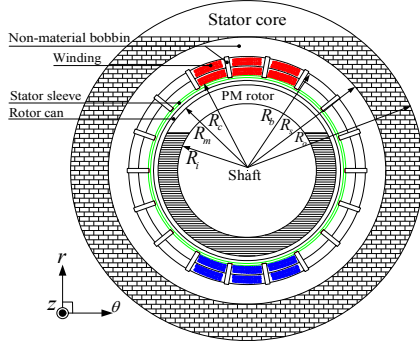 Stator core
Non-material bobbin
Winding
Stator sleeve
Rotor can
PM rotor
R_c
R_m
R_i
R_b
R_s
R_o
Shaft
r
z
θ